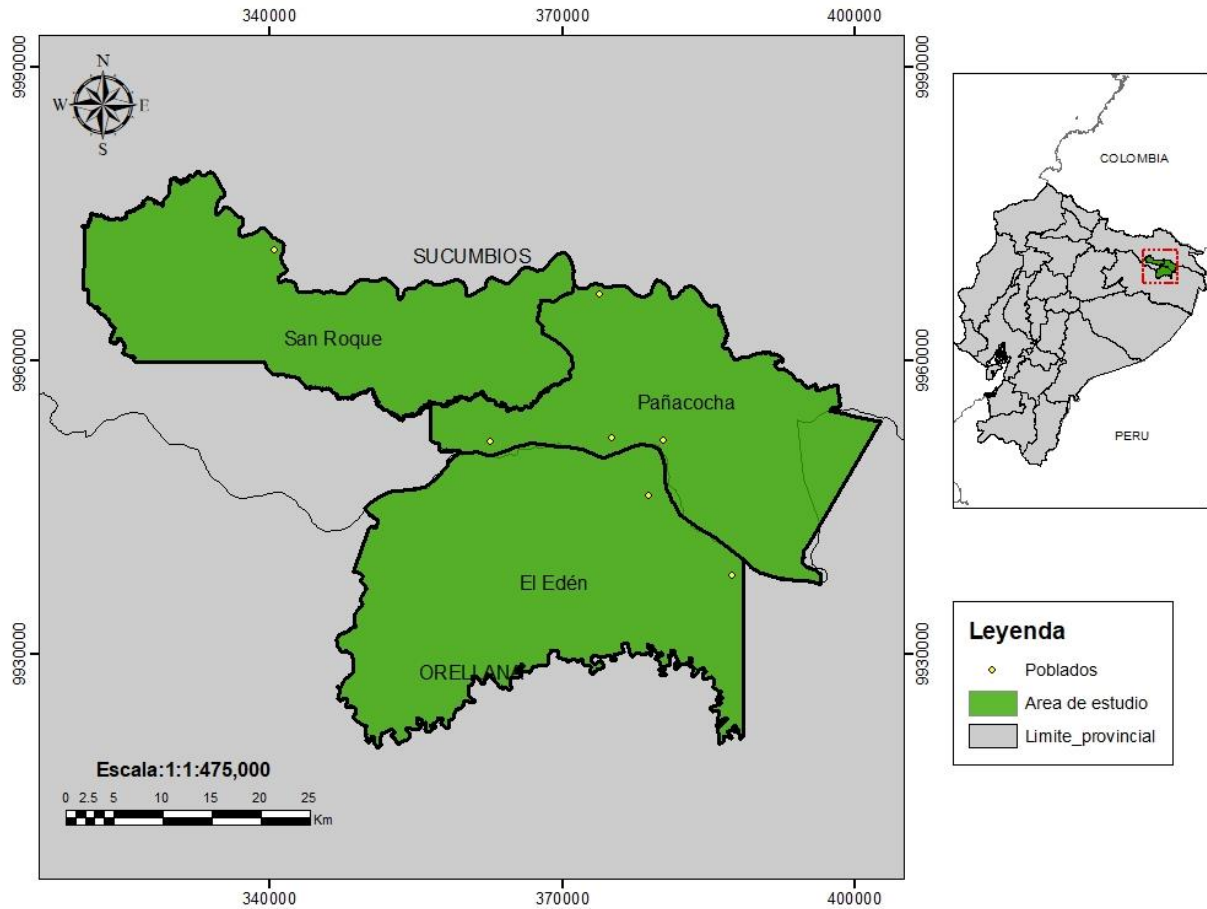 340000
370000
400000
9990000
9990000
N
W
E
S
COLOMBIA
SUCUMBIOS
San Roque
9960000
9960000
Pañacocha
PERU
El Edén
Leyenda
9930000
9930000
ORELLANA
Poblados
Area de estudio
Limite_provincial
Escala:1:1:475,000
0 2.5 5 10 15 20 25
Km
340000
370000
400000